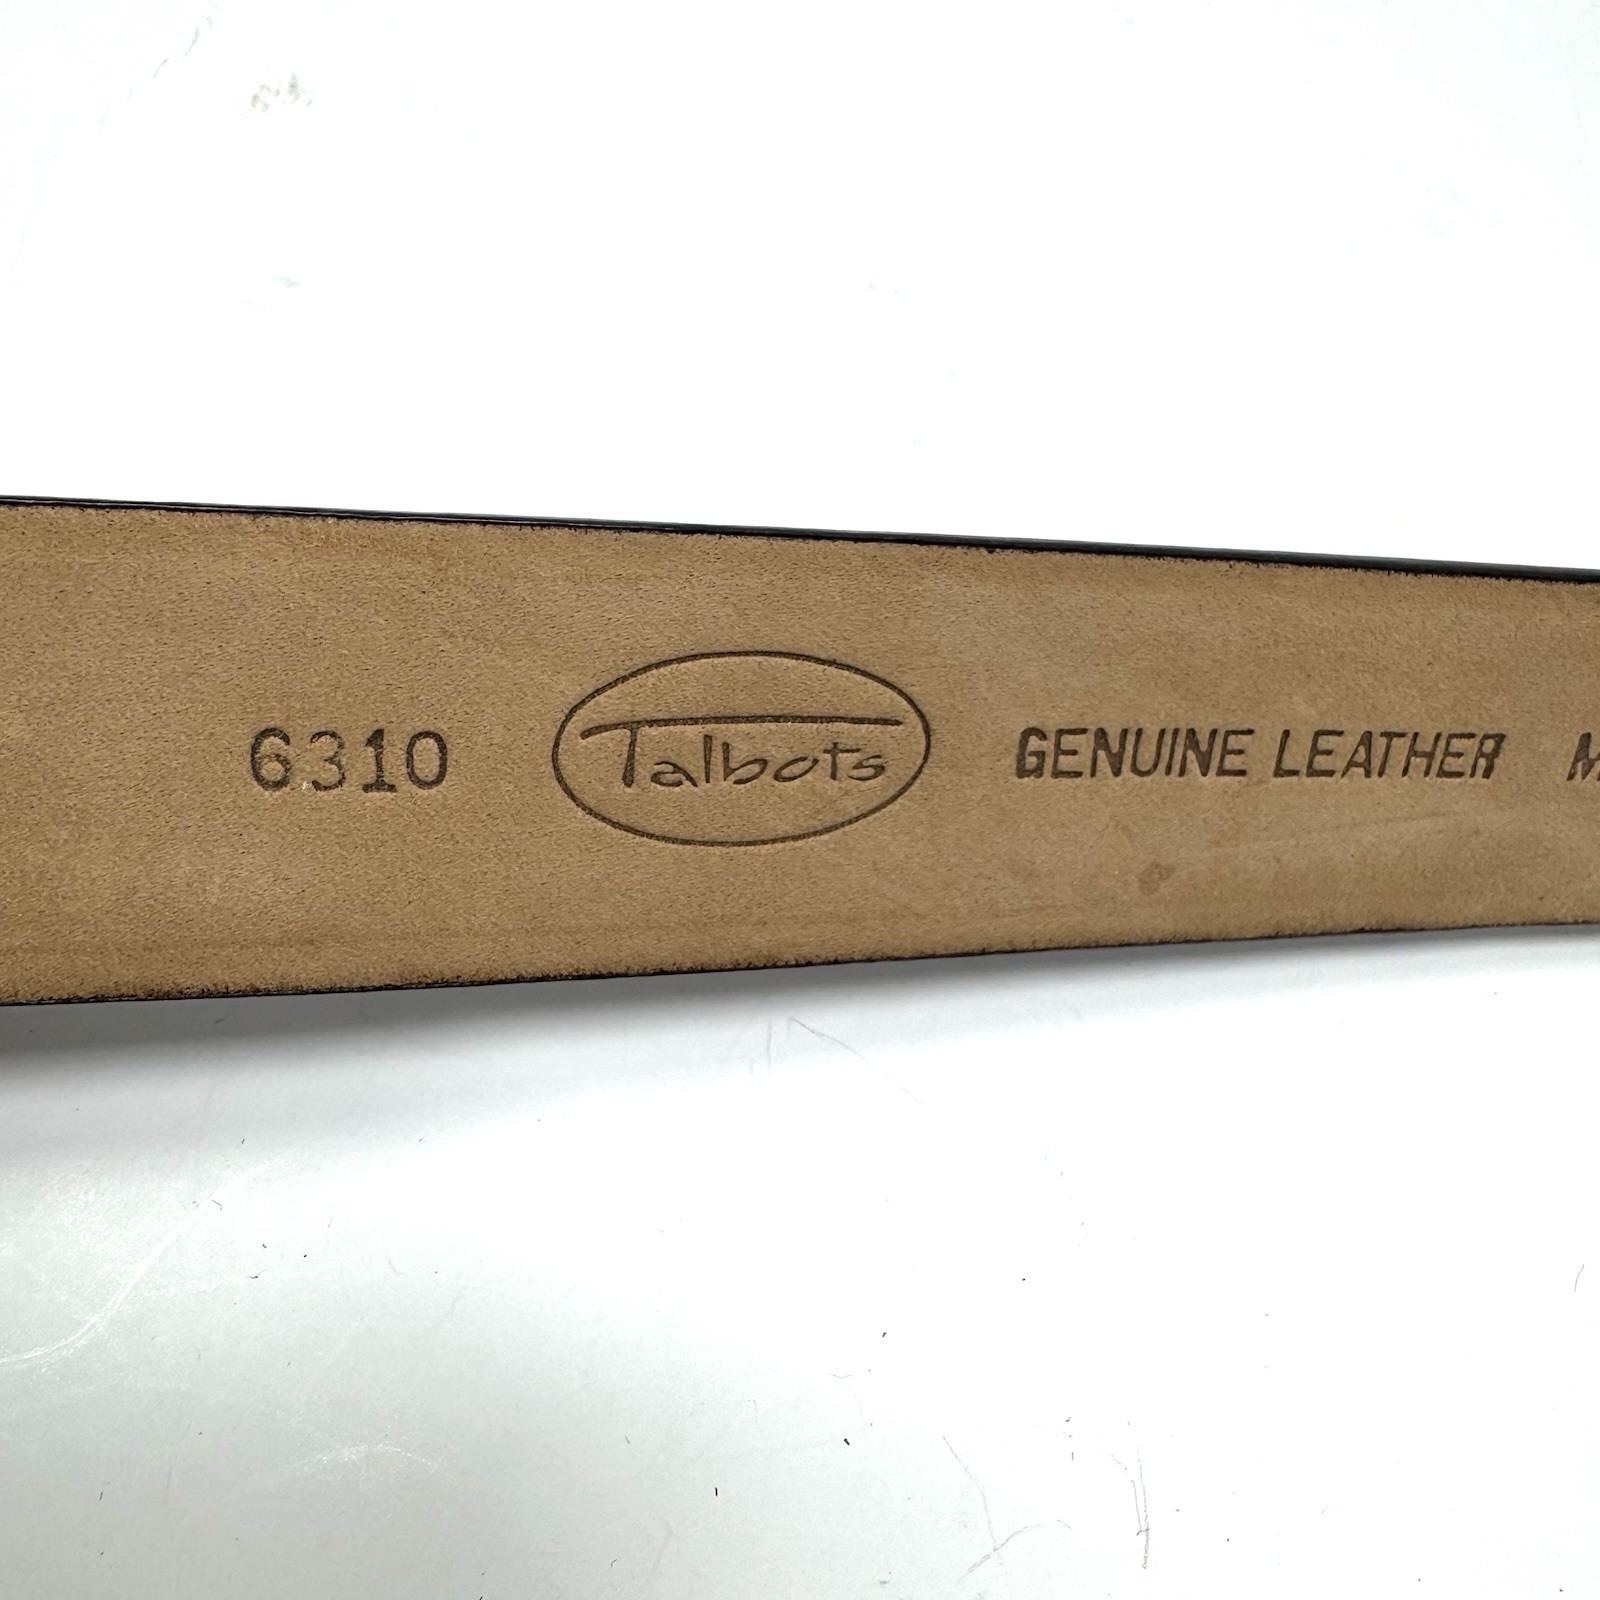 6310 Talbots GENUINE LEATHER